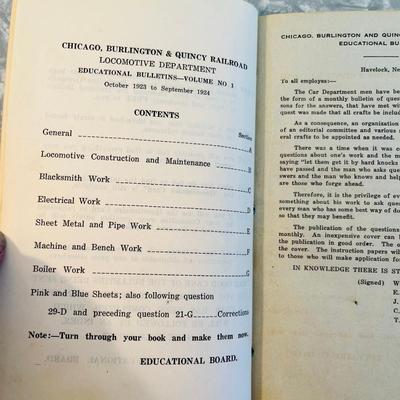 CHICAGO, BURLINGTON & QUINCY RAILROAD
LOCOMOTIVE DEPARTMENT
EDUCATIONAL BULLETINS—VOLUME NO 1
October 1923 to September 1924
CONTENTS
Section
General A
Locomotive Construction and Maintenance B
Blacksmith Work C
Electrical Work D
Sheet Metal and Pipe Work E
Machine and Bench Work F
Boiler Work G
Pink and Blue Sheets; also following question
29-D and preceding question 21-G Corrections
Note:—Turn through your book and make them now.
EDUCATIONAL BOARD.
CHICAGO, BURLINGTON AND QUINCY
EDUCATIONAL BU
Havelock, Ne
To all employes:—
The Car Department men have be
the form of a monthly bulletin of quest
sons for the answers, that have met wit
quest was made that all crafts be includ
As a consequence, an organization
of an editorial committee and various s
eral crafts to be appointed as needed.
There was a time when it was co
questions about one's work and the m
saying "let them get it by hard knocks
have passed and the man who asks quest
swers and the man who knows and help
are those who forge ahead.
Therefore, it is the privilege of eve
something about his work to ask ques
every man who has some best way of do
so that they may benefit.
The publication of the questions
monthly. An inexpensive cover can
the publication in good order. The o
the cover. The instruction papers will
to those who will make application for
IN KNOWLEDGE THERE IS ST
(Signed) W
E.
J.
C.
T.